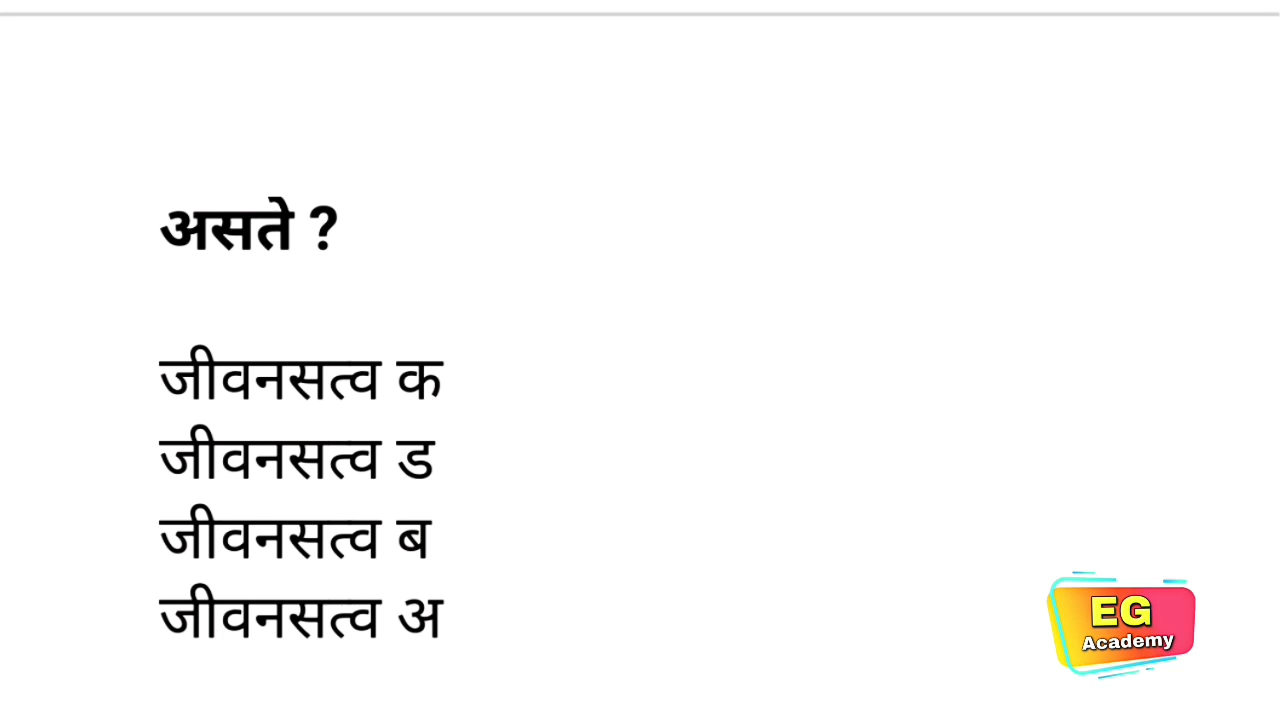 असते ?
जीवनसत्व क
जीवनसत्व ड
जीवनसत्व ब
जीवनसत्व अ
EG
Academy